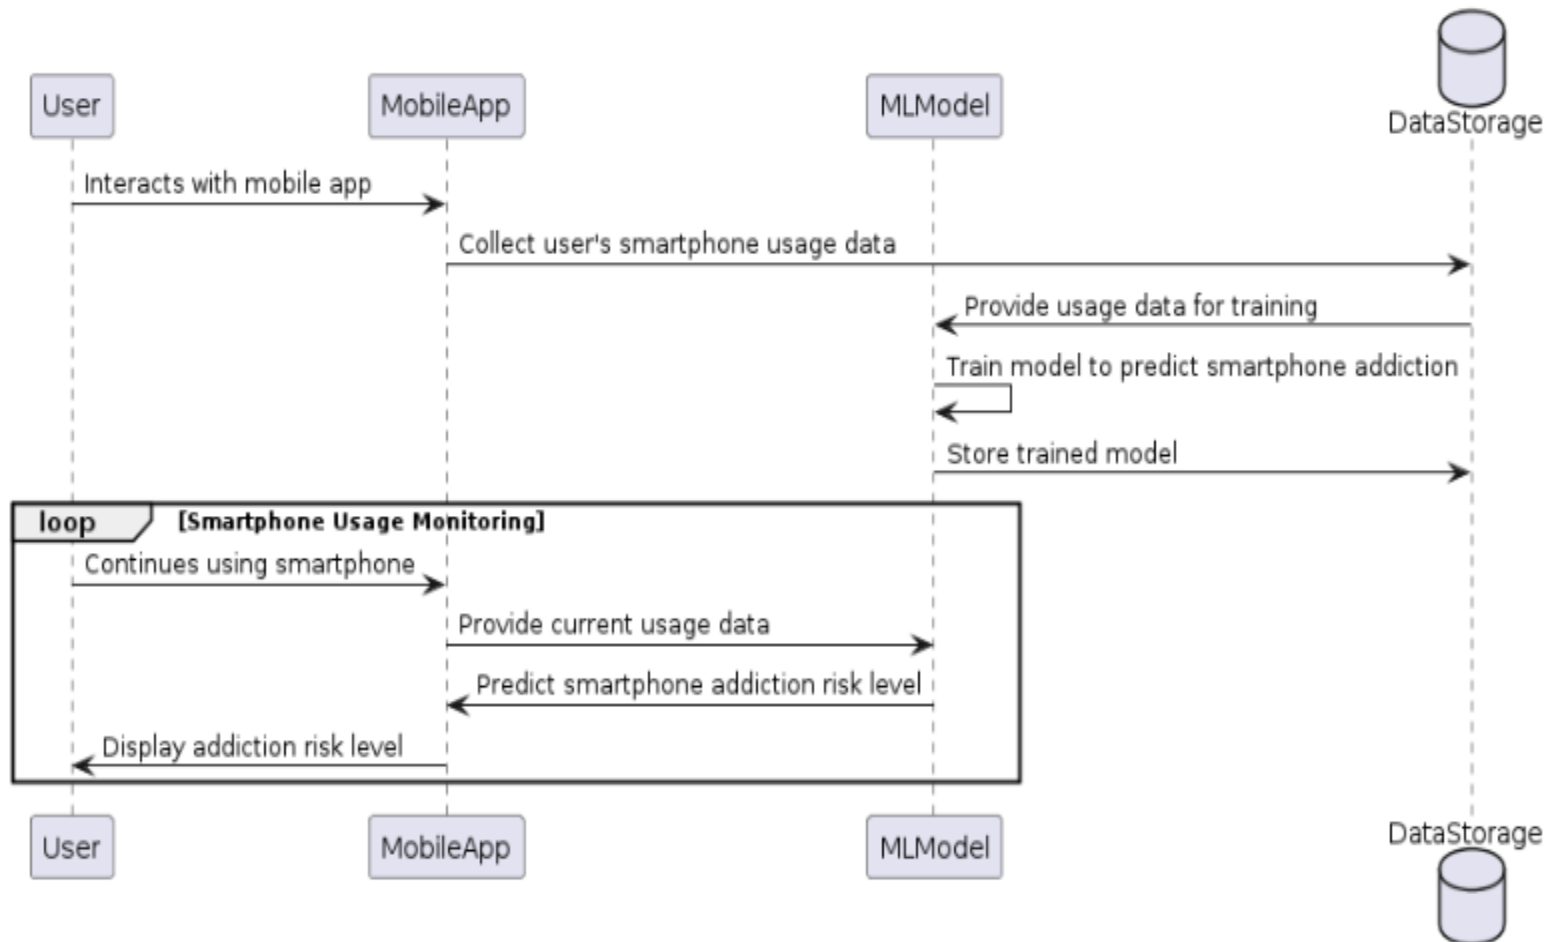 User
MobileApp
MLModel
DataStorage
Interacts with mobile app
Collect user's smartphone usage data
Provide usage data for training
Train model to predict smartphone addiction
Store trained model
loop [Smartphone Usage Monitoring]
Continues using smartphone
Provide current usage data
Predict smartphone addiction risk level
Display addiction risk level
User
MobileApp
MLModel
DataStorage